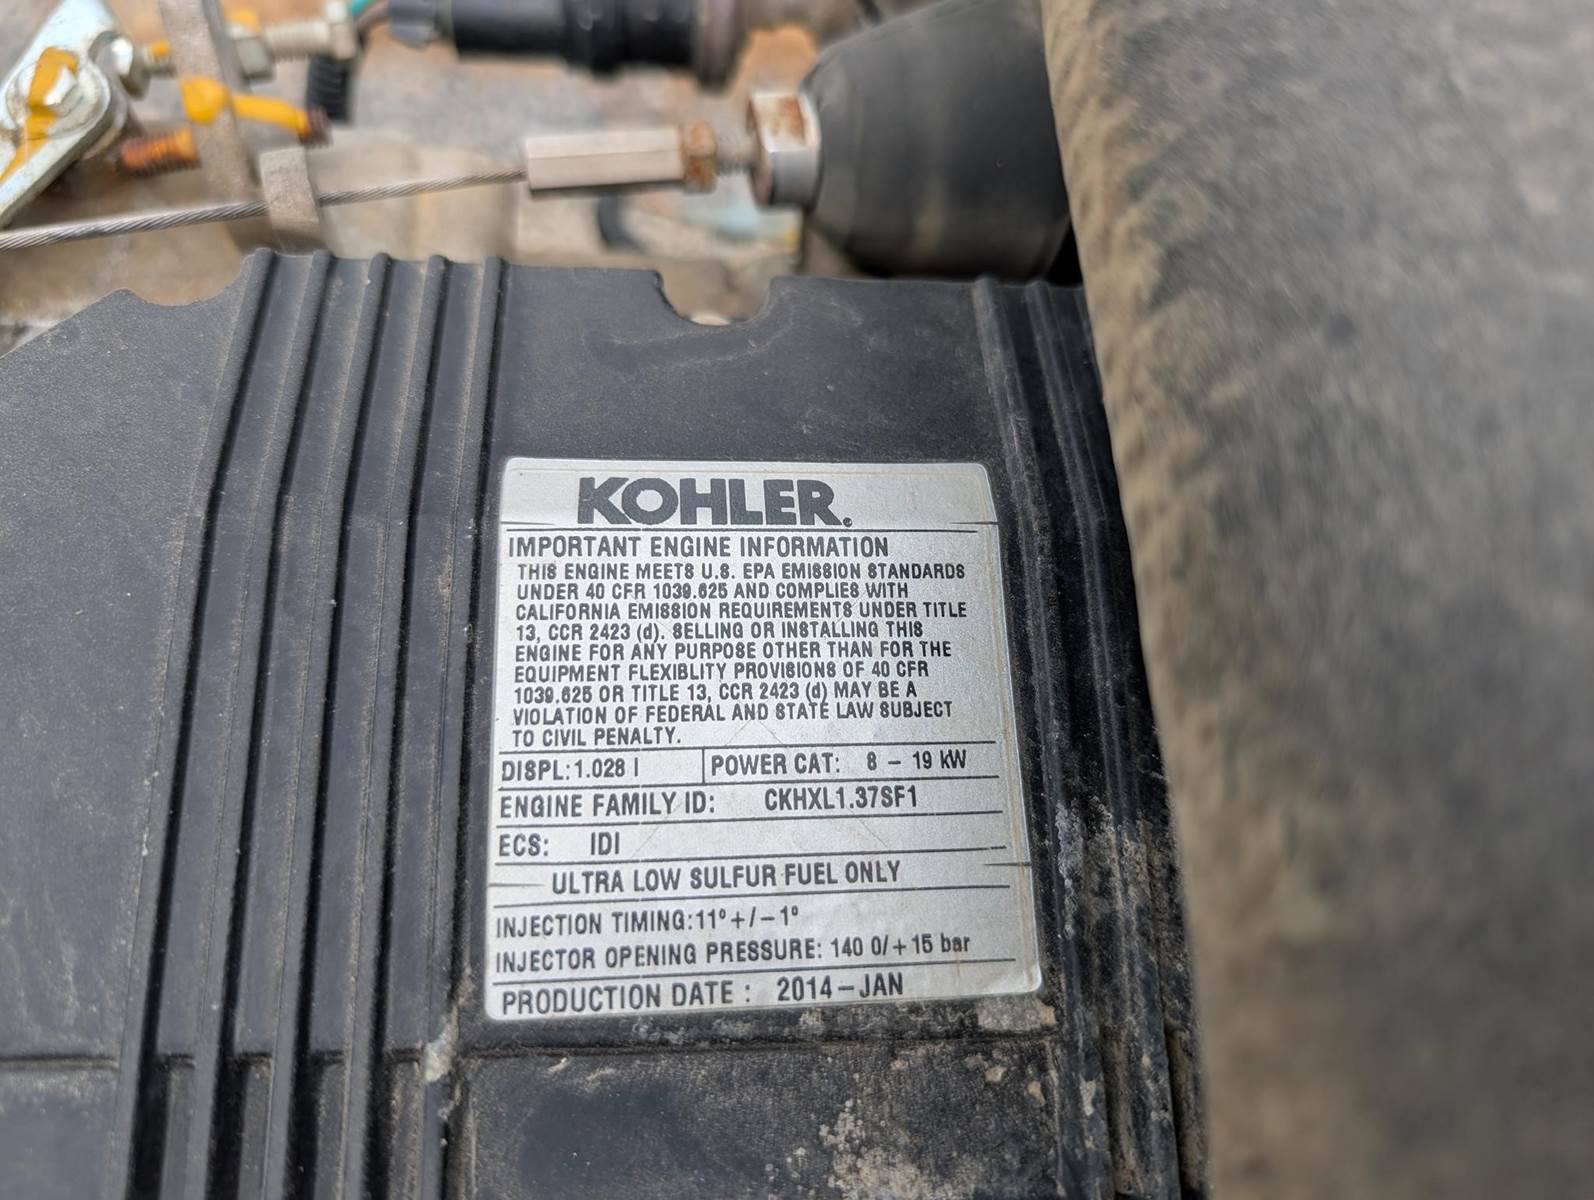 KOHLER.
IMPORTANT ENGINE INFORMATION
THIS ENGINE MEETS U.S. EPA EMISSION STANDARDS
UNDER 40 CFR 1039.625 AND COMPLIES WITH
CALIFORNIA EMISSION REQUIREMENTS UNDER TITLE
13, CCR 2423 (d). SELLING OR INSTALLING THIS
ENGINE FOR ANY PURPOSE OTHER THAN FOR THE
EQUIPMENT FLEXIBLITY PROVISIONS OF 40 CFR
1039.625 OR TITLE 13, CCR 2423 (d) MAY BE A
VIOLATION OF FEDERAL AND STATE LAW SUBJECT
TO CIVIL PENALTY.
DISPL: 1.028 l POWER CAT: 8 – 19 kW
ENGINE FAMILY ID: CKHXL1.37SF1
ECS: IDI
ULTRA LOW SULFUR FUEL ONLY
INJECTION TIMING: 11° +/– 1°
INJECTOR OPENING PRESSURE: 140 0/+ 15 bar
PRODUCTION DATE : 2014–JAN